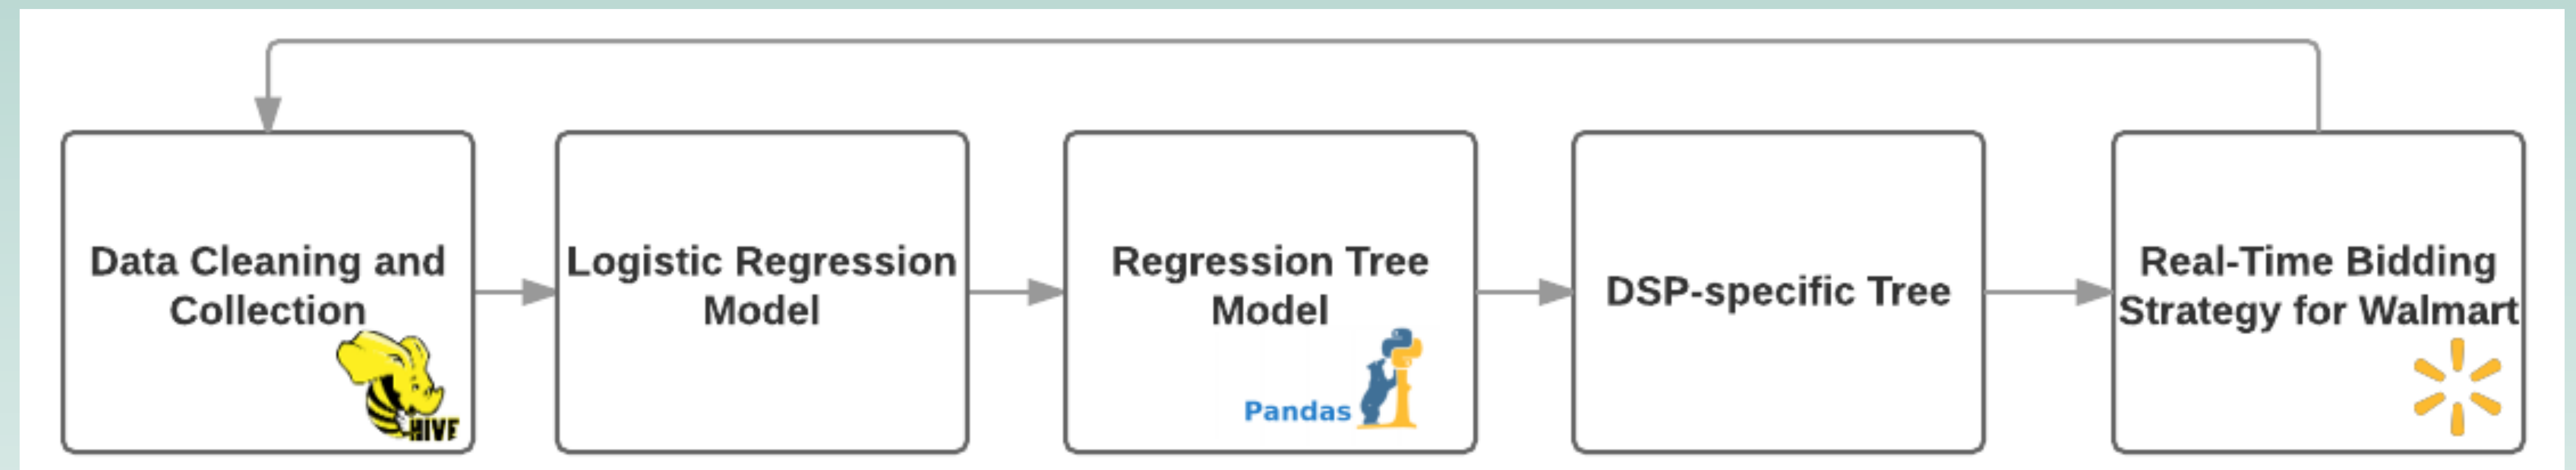 Data Cleaning and
Collection
HIVE
Logistic Regression
Model
Regression Tree
Model
Pandas
DSP-specific Tree
Real-Time Bidding
Strategy for Walmart